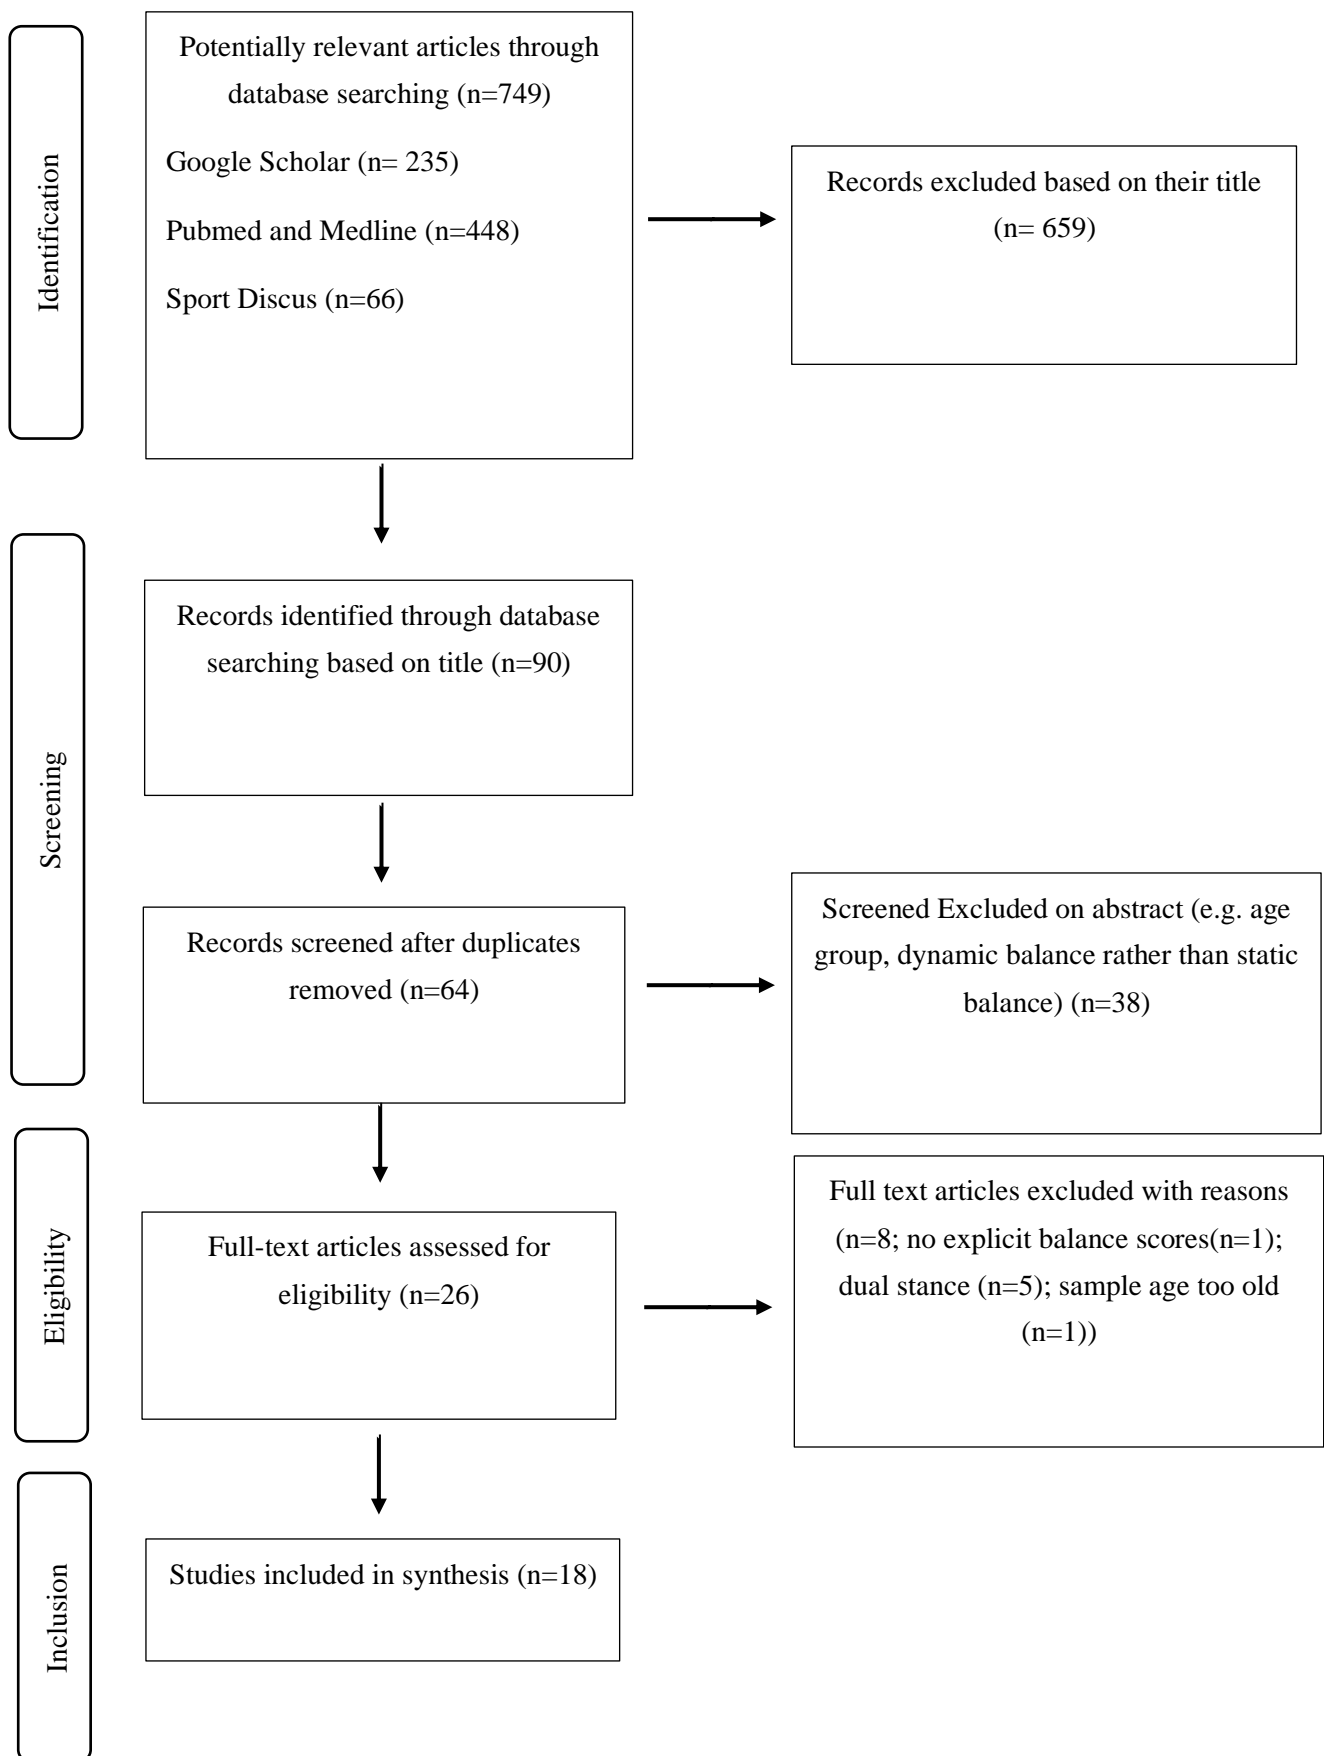 Identification
Potentially relevant articles through
database searching (n=749)
Google Scholar (n= 235)
Pubmed and Medline (n=448)
Sport Discus (n=66)
Records excluded based on their title
(n= 659)
Screening
Records identified through database
searching based on title (n=90)
Records screened after duplicates
removed (n=64)
Screened Excluded on abstract (e.g. age
group, dynamic balance rather than static
balance) (n=38)
Eligibility
Full-text articles assessed for
eligibility (n=26)
Full text articles excluded with reasons
(n=8; no explicit balance scores(n=1);
dual stance (n=5); sample age too old
(n=1))
Inclusion
Studies included in synthesis (n=18)